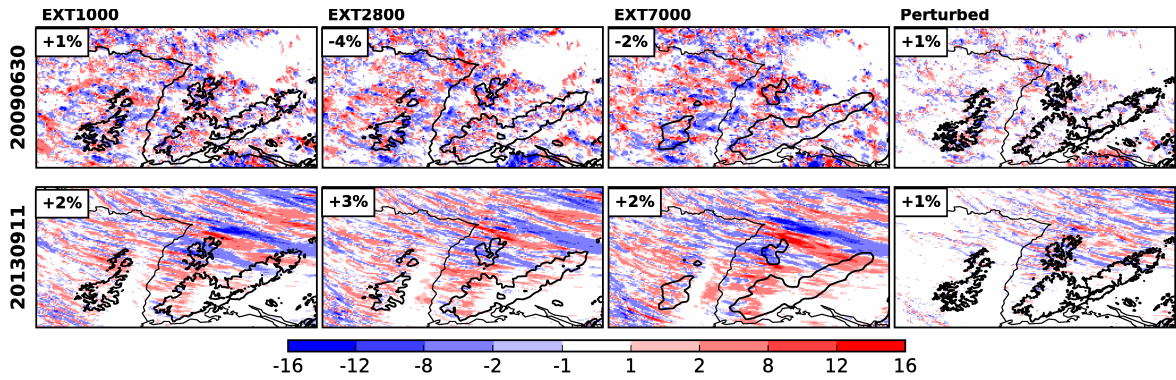 EXT1000 EXT2800 EXT7000 Perturbed
20090630
+1% -4% -2% +1%
20130911
+2% +3% +2% +1%
-16 -12 -8 -2 -1 1 2 8 12 16